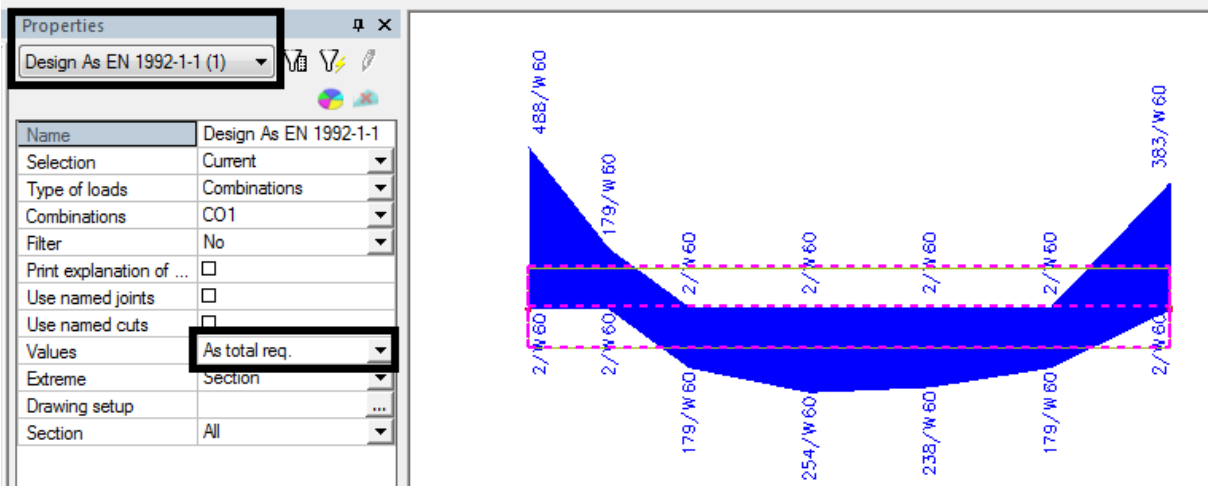 Properties
Design As EN 1992-1-1 (1)
Name Design As EN 1992-1-1
Selection Current
Type of loads Combinations
Combinations CO1
Filter No
Print explanation of ...
Use named joints
Use named cuts
Values As total req.
Extreme Section
Drawing setup ...
Section All
488/W60
179/W60
2/W60
2/W60
2/W60
2/W60
383/W60
2/W60
2/W60
179/W60
254/W60
238/W60
179/W60
2/W60